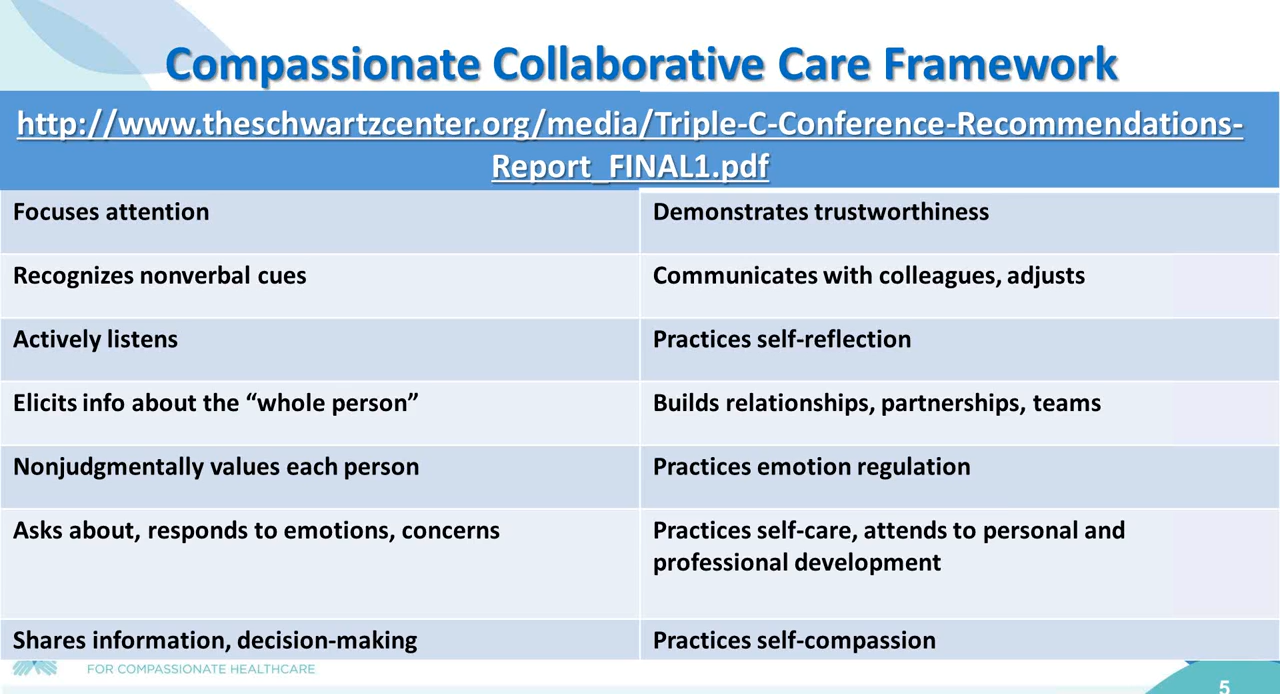 Compassionate Collaborative Care Framework
http://www.theschwartzcenter.org/media/Triple-C-Conference-Recommendations-
Report_FINAL1.pdf
Focuses attention
Demonstrates trustworthiness
Recognizes nonverbal cues
Communicates with colleagues, adjusts
Actively listens
Practices self-reflection
Elicits info about the “whole person”
Builds relationships, partnerships, teams
Nonjudgmentally values each person
Practices emotion regulation
Asks about, responds to emotions, concerns
Practices self-care, attends to personal and
professional development
Shares information, decision-making
Practices self-compassion
FOR COMPASSIONATE HEALTHCARE
5